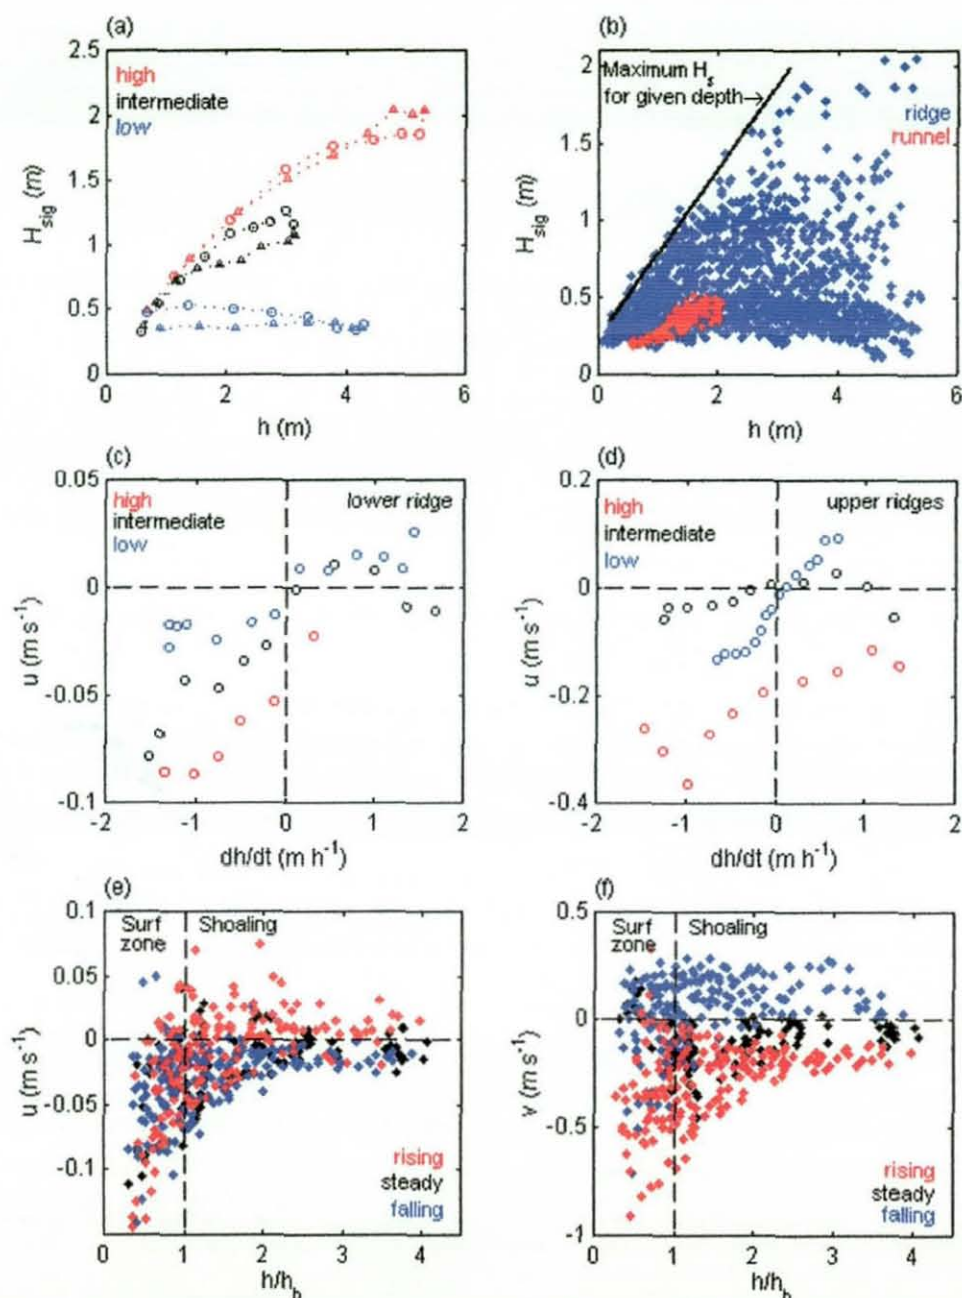 (a)
2.5
2
1.5
1
0.5
0
high
intermediate
low
H_sig (m)
0 2 4 6
h (m)
(b)
2
1.5
1
0.5
0
Maximum H_s
for given depth→
ridge
runnel
H_sig (m)
0 1 2 3 4 5 6
h (m)
(c)
0.05
0
-0.05
-0.1
high
intermediate
low
lower ridge
u (m s⁻¹)
-2 -1 0 1 2
dh/dt (m h⁻¹)
(d)
0.2
0
-0.2
-0.4
high
intermediate
low
upper ridges
u (m s⁻¹)
-2 -1 0 1 2
dh/dt (m h⁻¹)
(e)
0.1
0.05
0
-0.05
-0.1
Surf
zone
Shoaling
rising
steady
falling
u (m s⁻¹)
0 1 2 3 4
h/h_b
(f)
0.5
0
-0.5
-1
Surf
zone
Shoaling
rising
steady
falling
v (m s⁻¹)
0 1 2 3 4
h/h_b